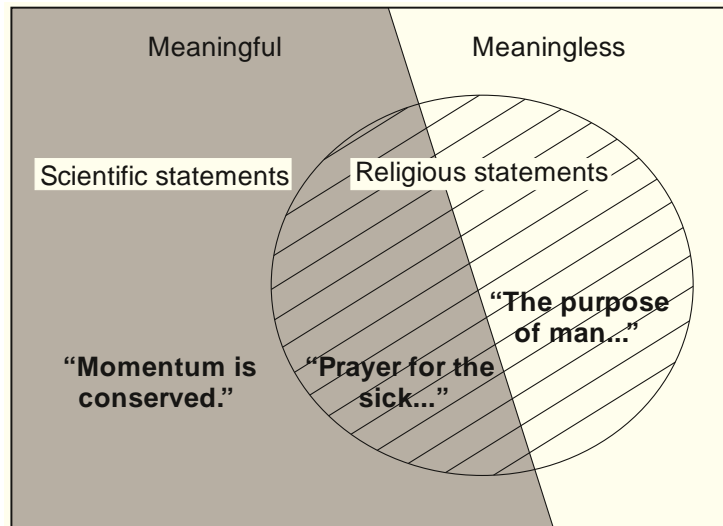 Meaningful
Meaningless
Scientific statements
Religious statements
“The purpose
of man...”
“Momentum is
conserved.”
“Prayer for the
sick...”